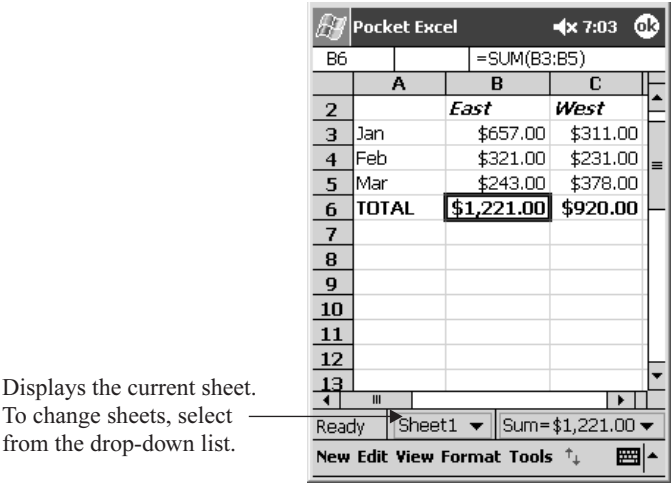 Pocket Excel 7:03 ok
B6 =SUM(B3:B5)
A B C
2 East West
3 Jan $657.00 $311.00
4 Feb $321.00 $231.00
5 Mar $243.00 $378.00
6 TOTAL $1,221.00 $920.00
7
8
9
10
11
12
13
Displays the current sheet.
To change sheets, select
from the drop-down list.
Ready Sheet1 Sum=$1,221.00
New Edit View Format Tools